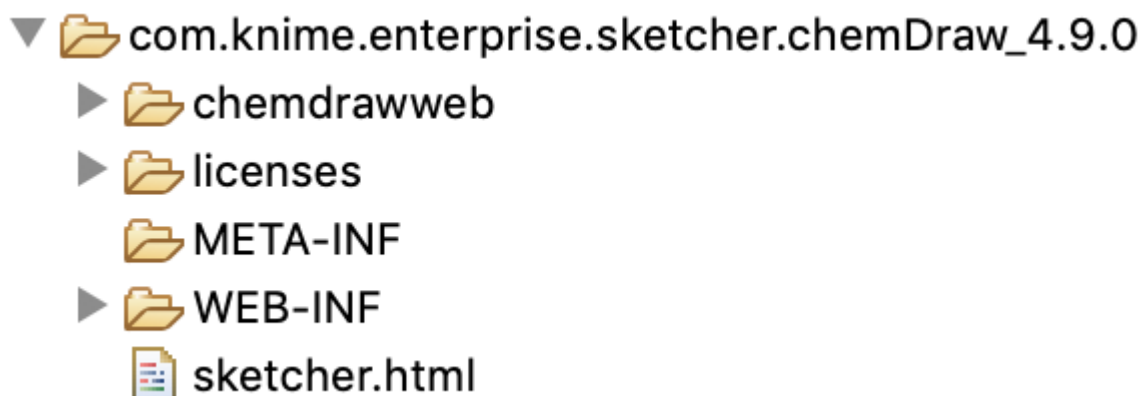 com.knime.enterprise.sketcher.chemDraw_4.9.0
chemdrawweb
licenses
META-INF
WEB-INF
sketcher.html